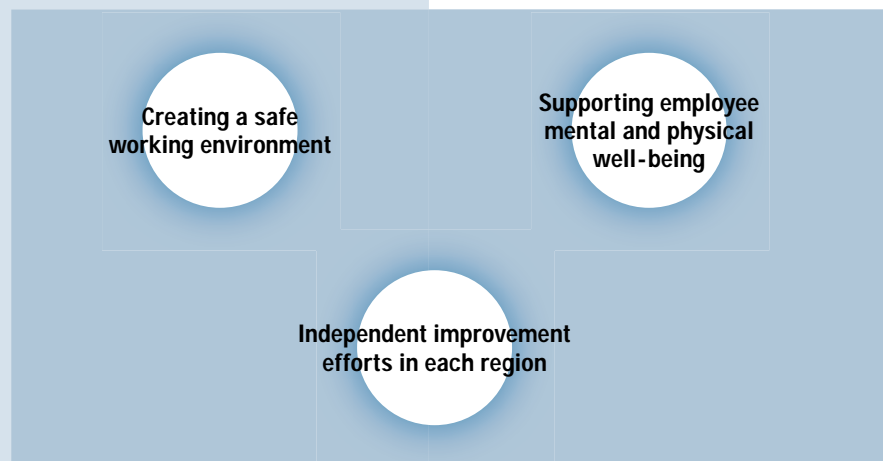 Creating a safe
working environment
Supporting employee
mental and physical
well-being
Independent improvement
efforts in each region